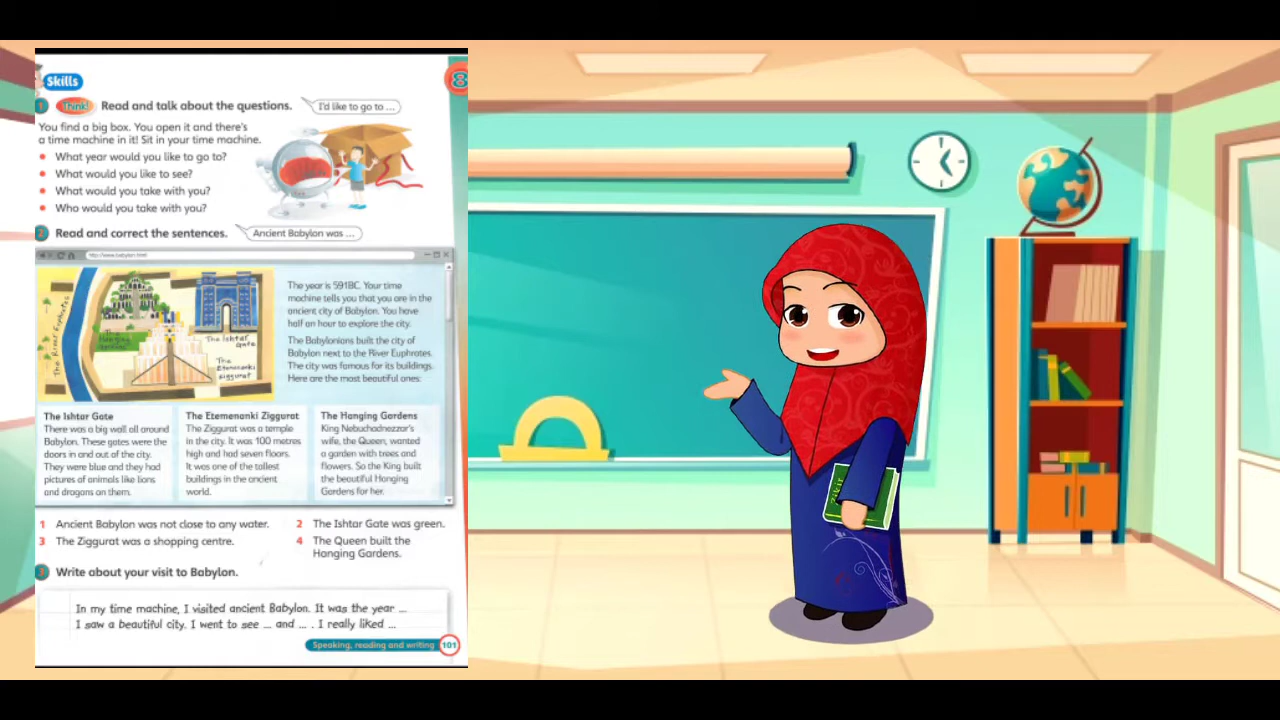 Skills
8
1 Think! Read and talk about the questions.
I'd like to go to ...
You find a big box. You open it and there's
a time machine in it! Sit in your time machine.
• What year would you like to go to?
• What would you like to see?
• What would you take with you?
• Who would you take with you?
2 Read and correct the sentences.
Ancient Babylon was ...
http://www.babylon.html
The River Euphrates
The Hanging Gardens
The Ishtar
Gate
The
Etemenanki
Ziggurat
The year is 591BC. Your time
machine tells you that you are in the
ancient city of Babylon. You have
half an hour to explore the city.
The Babylonians built the city of
Babylon next to the River Euphrates.
The city was famous for its buildings.
Here are the most beautiful ones:
The Ishtar Gate
There was a big wall all around
Babylon. These gates were the
doors in and out of the city.
They were blue and they had
pictures of animals like lions
and dragons on them.
The Etemenanki Ziggurat
The Ziggurat was a temple
in the city. It was 100 metres
high and had seven floors.
It was one of the tallest
buildings in the ancient
world.
The Hanging Gardens
King Nebuchadnezzar's
wife, the Queen, wanted
a garden with trees and
flowers. So the King built
the beautiful Hanging
Gardens for her.
1 Ancient Babylon was not close to any water.
2 The Ishtar Gate was green.
3 The Ziggurat was a shopping centre.
4 The Queen built the
Hanging Gardens.
3 Write about your visit to Babylon.
In my time machine, I visited ancient Babylon. It was the year ...
I saw a beautiful city. I went to see ... and ... . I really liked ...
Speaking, reading and writing 101